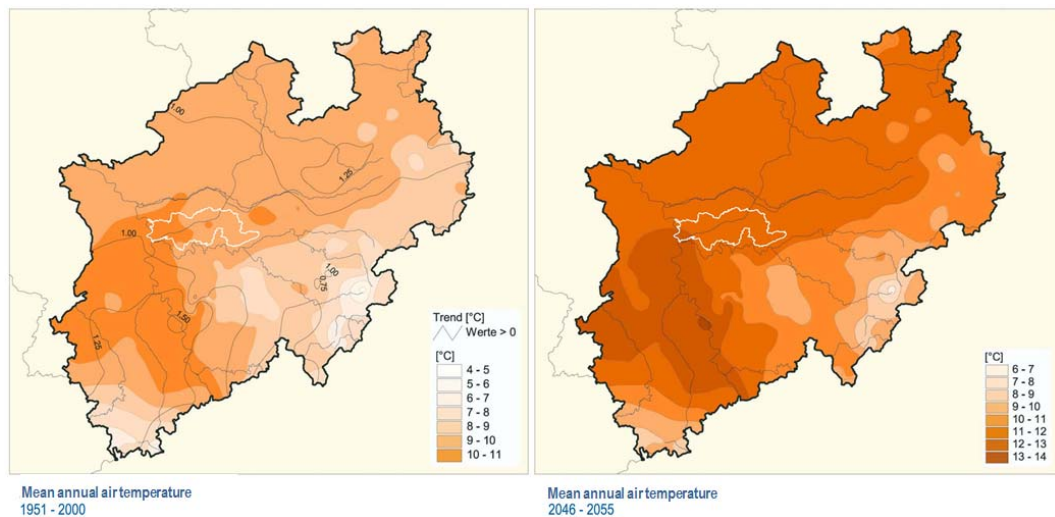 1.00
1.25
1.00
1.00
0.75
1.50
1.25
Trend [°C]
Werte > 0
[°C]
4 - 5
5 - 6
6 - 7
7 - 8
8 - 9
9 - 10
10 - 11
Mean annual air temperature
1951 - 2000
[°C]
6 - 7
7 - 8
8 - 9
9 - 10
10 - 11
11 - 12
12 - 13
13 - 14
Mean annual air temperature
2046 - 2055